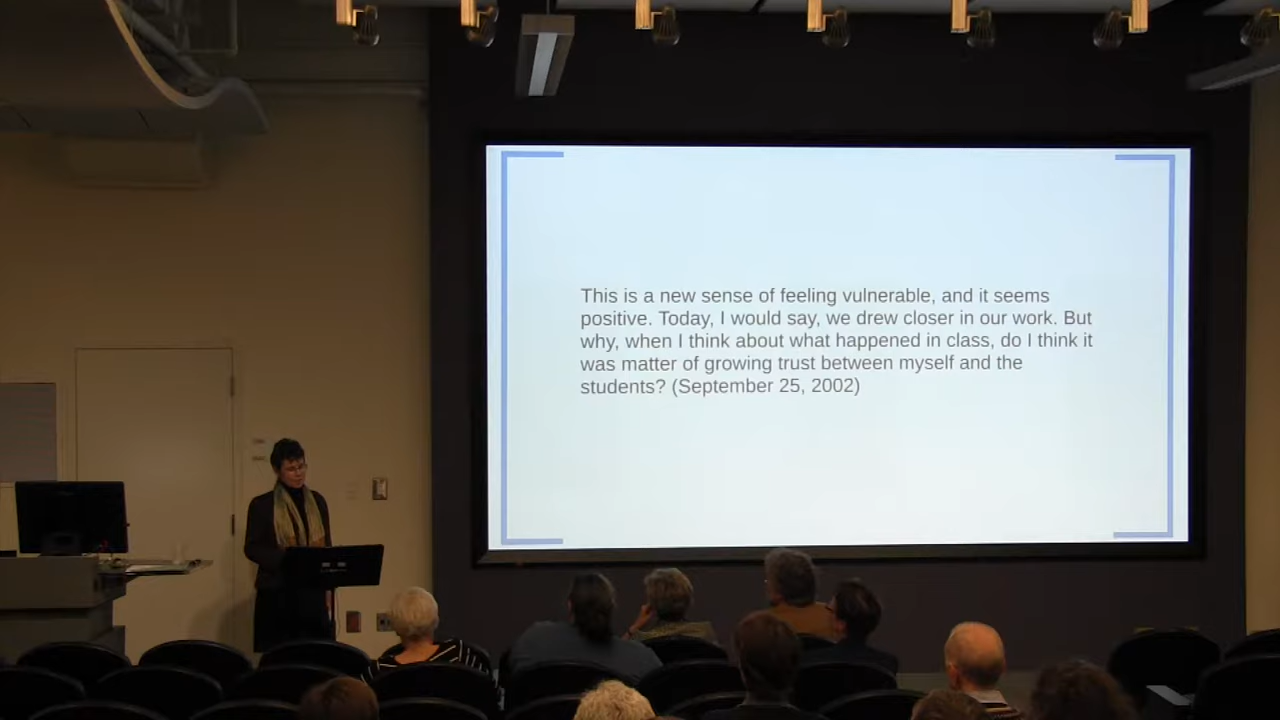 This is a new sense of feeling vulnerable, and it seems
positive. Today, I would say, we drew closer in our work. But
why, when I think about what happened in class, do I think it
was matter of growing trust between myself and the
students? (September 25, 2002)